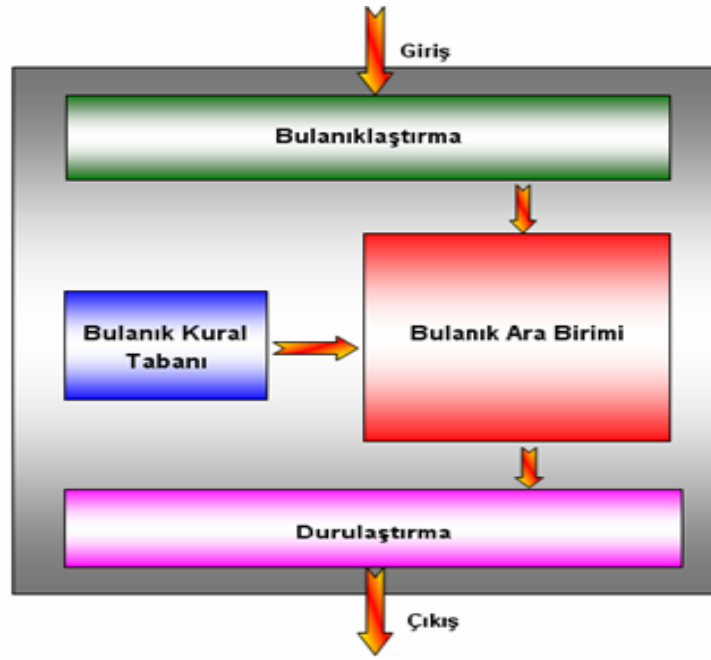 Giriş
Bulanıklaştırma
Bulanık Kural
Tabanı
Bulanık Ara Birimi
Durulaştırma
Çıkış